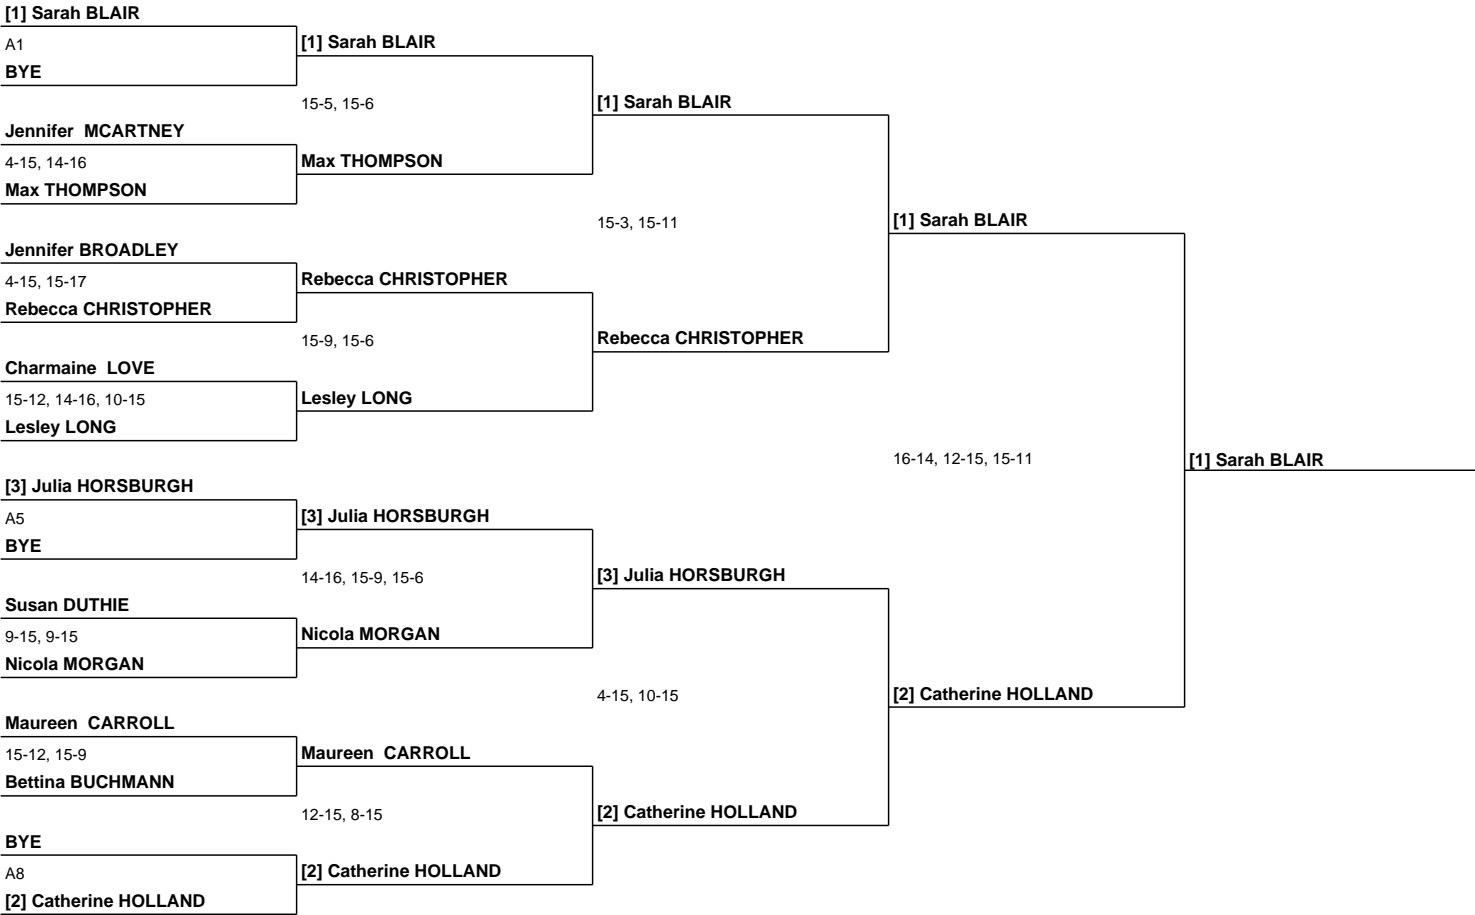 [1] Sarah BLAIR
A1
BYE
[1] Sarah BLAIR
15-5, 15-6
Jennifer  MCARTNEY
4-15, 14-16
Max THOMPSON
Max THOMPSON
[1] Sarah BLAIR
15-3, 15-11
Jennifer BROADLEY
4-15, 15-17
Rebecca CHRISTOPHER
Rebecca CHRISTOPHER
15-9, 15-6
Charmaine  LOVE
15-12, 14-16, 10-15
Lesley LONG
Lesley LONG
Rebecca CHRISTOPHER
[1] Sarah BLAIR
16-14, 12-15, 15-11
[1] Sarah BLAIR
[3] Julia HORSBURGH
A5
BYE
[3] Julia HORSBURGH
14-16, 15-9, 15-6
Susan DUTHIE
9-15, 9-15
Nicola MORGAN
Nicola MORGAN
[3] Julia HORSBURGH
4-15, 10-15
[2] Catherine HOLLAND
Maureen  CARROLL
15-12, 15-9
Bettina BUCHMANN
Maureen  CARROLL
12-15, 8-15
[2] Catherine HOLLAND
BYE
A8
[2] Catherine HOLLAND
[2] Catherine HOLLAND